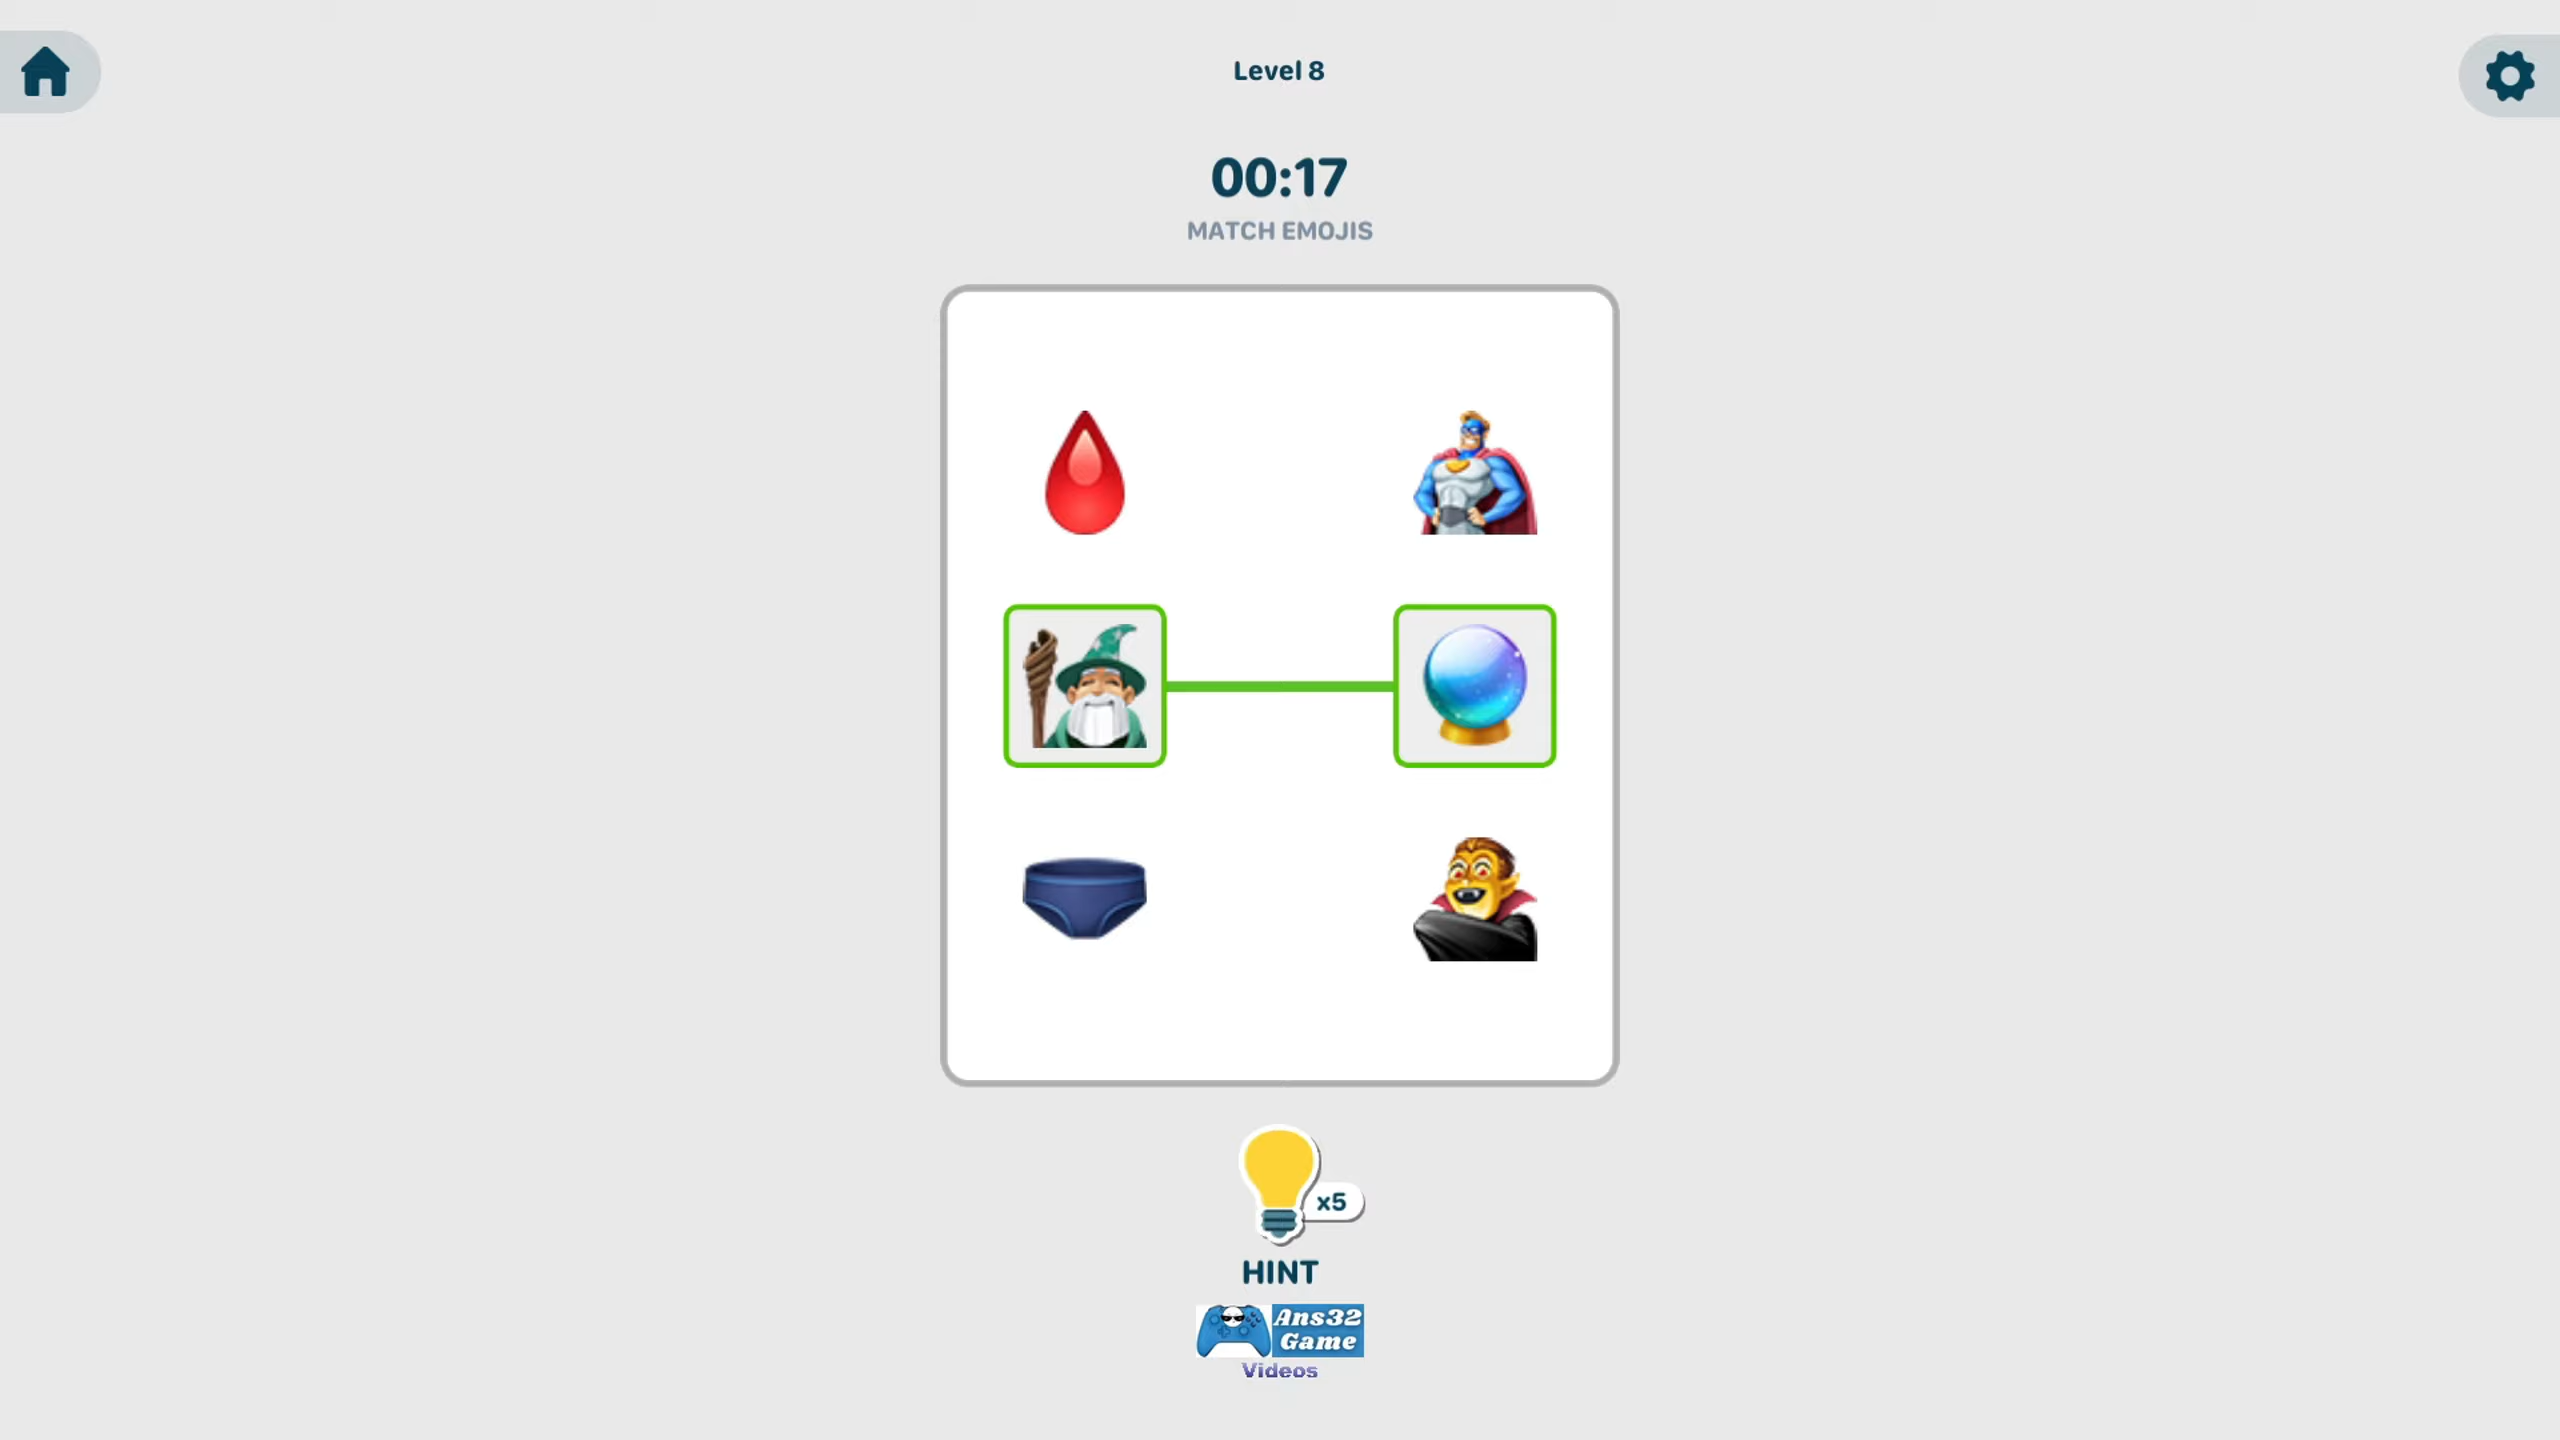 Level 8
00:17
MATCH EMOJIS
x5
HINT
Ans32
Game
Videos